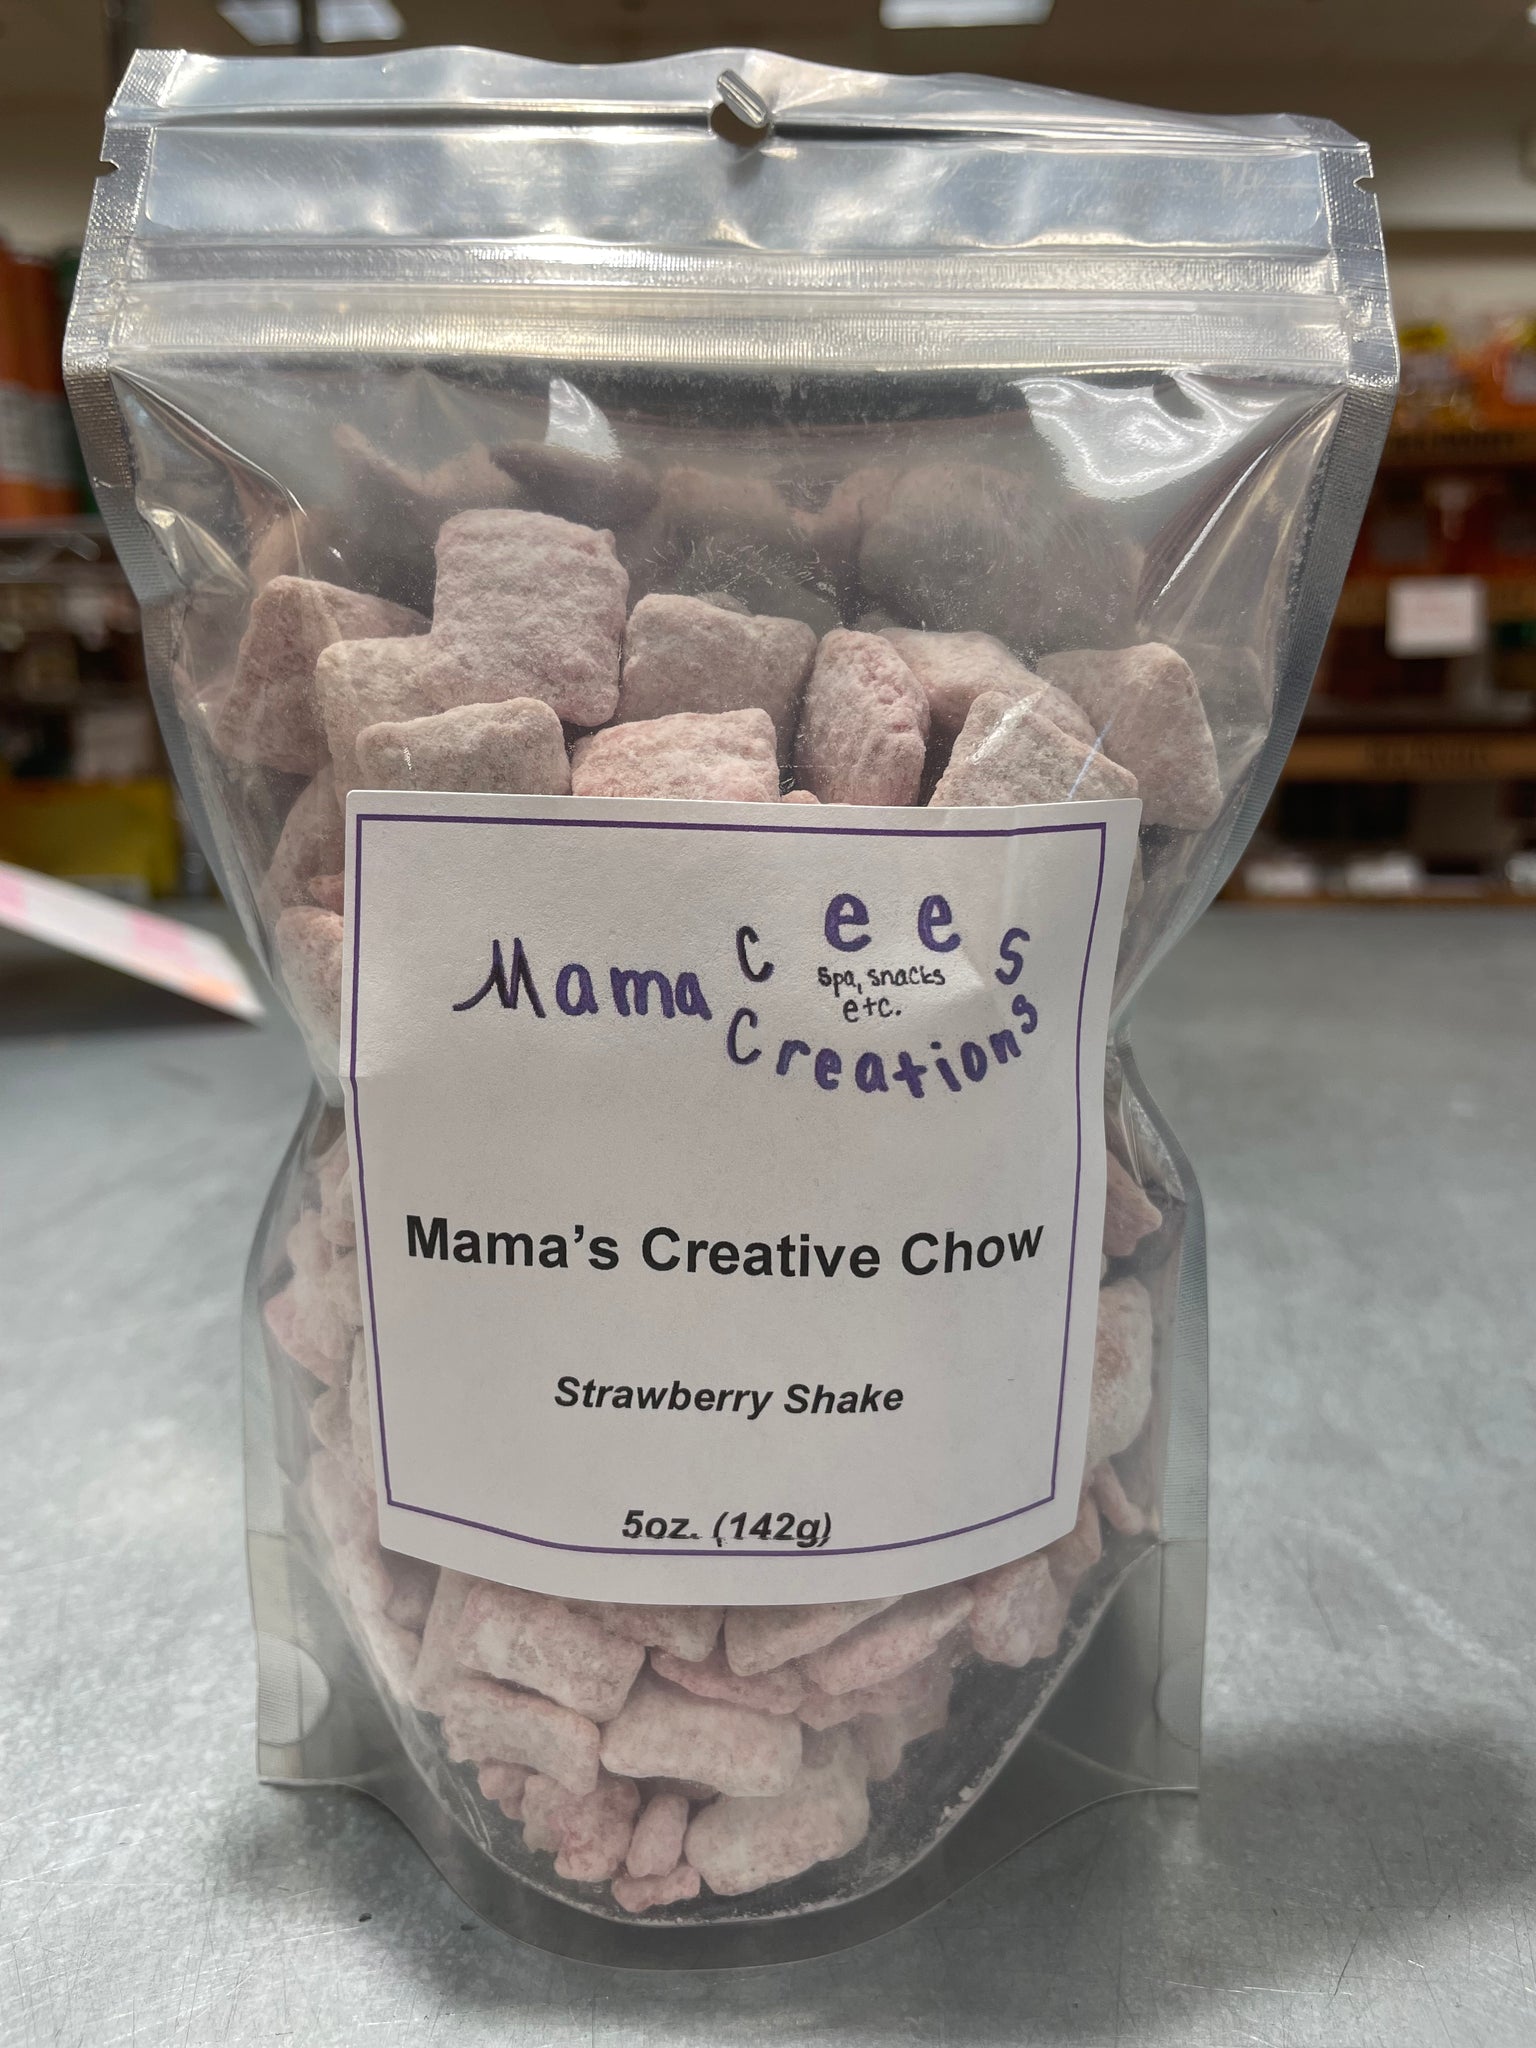 Mama Cees
Spa, snacks
etc.
Creations
Mama's Creative Chow
Strawberry Shake
5oz. (142g)